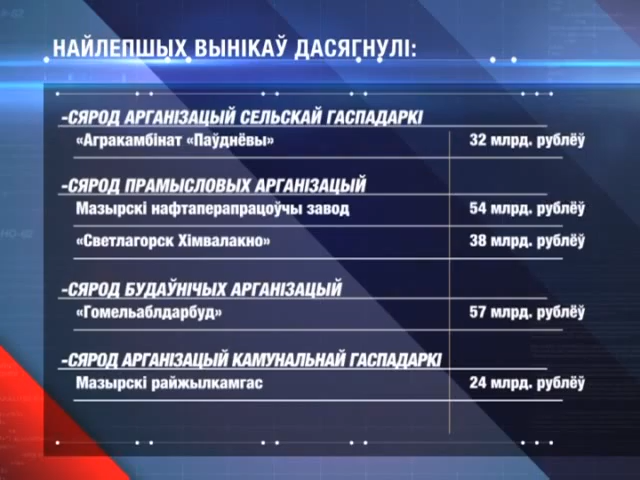 НАЙЛЕПШЫХ ВЫНІКАЎ ДАСЯГНУЛІ:
-СЯРОД АРГАНІЗАЦЫЙ СЕЛЬСКАЙ ГАСПАДАРКІ
«Агракамбінат «Паўднёвы» 32 млрд. рублёў
-СЯРОД ПРАМЫСЛОВЫХ АРГАНІЗАЦЫЙ
Мазырскі нафтаперапрацоўчы завод 54 млрд. рублёў
«Светлагорск Хімвалакно» 38 млрд. рублёў
-СЯРОД БУДАЎНІЧЫХ АРГАНІЗАЦЫЙ
«Гомельаблдарбуд» 57 млрд. рублёў
-СЯРОД АРГАНІЗАЦЫЙ КАМУНАЛЬНАЙ ГАСПАДАРКІ
Мазырскі райжылкамгас 24 млрд. рублёў